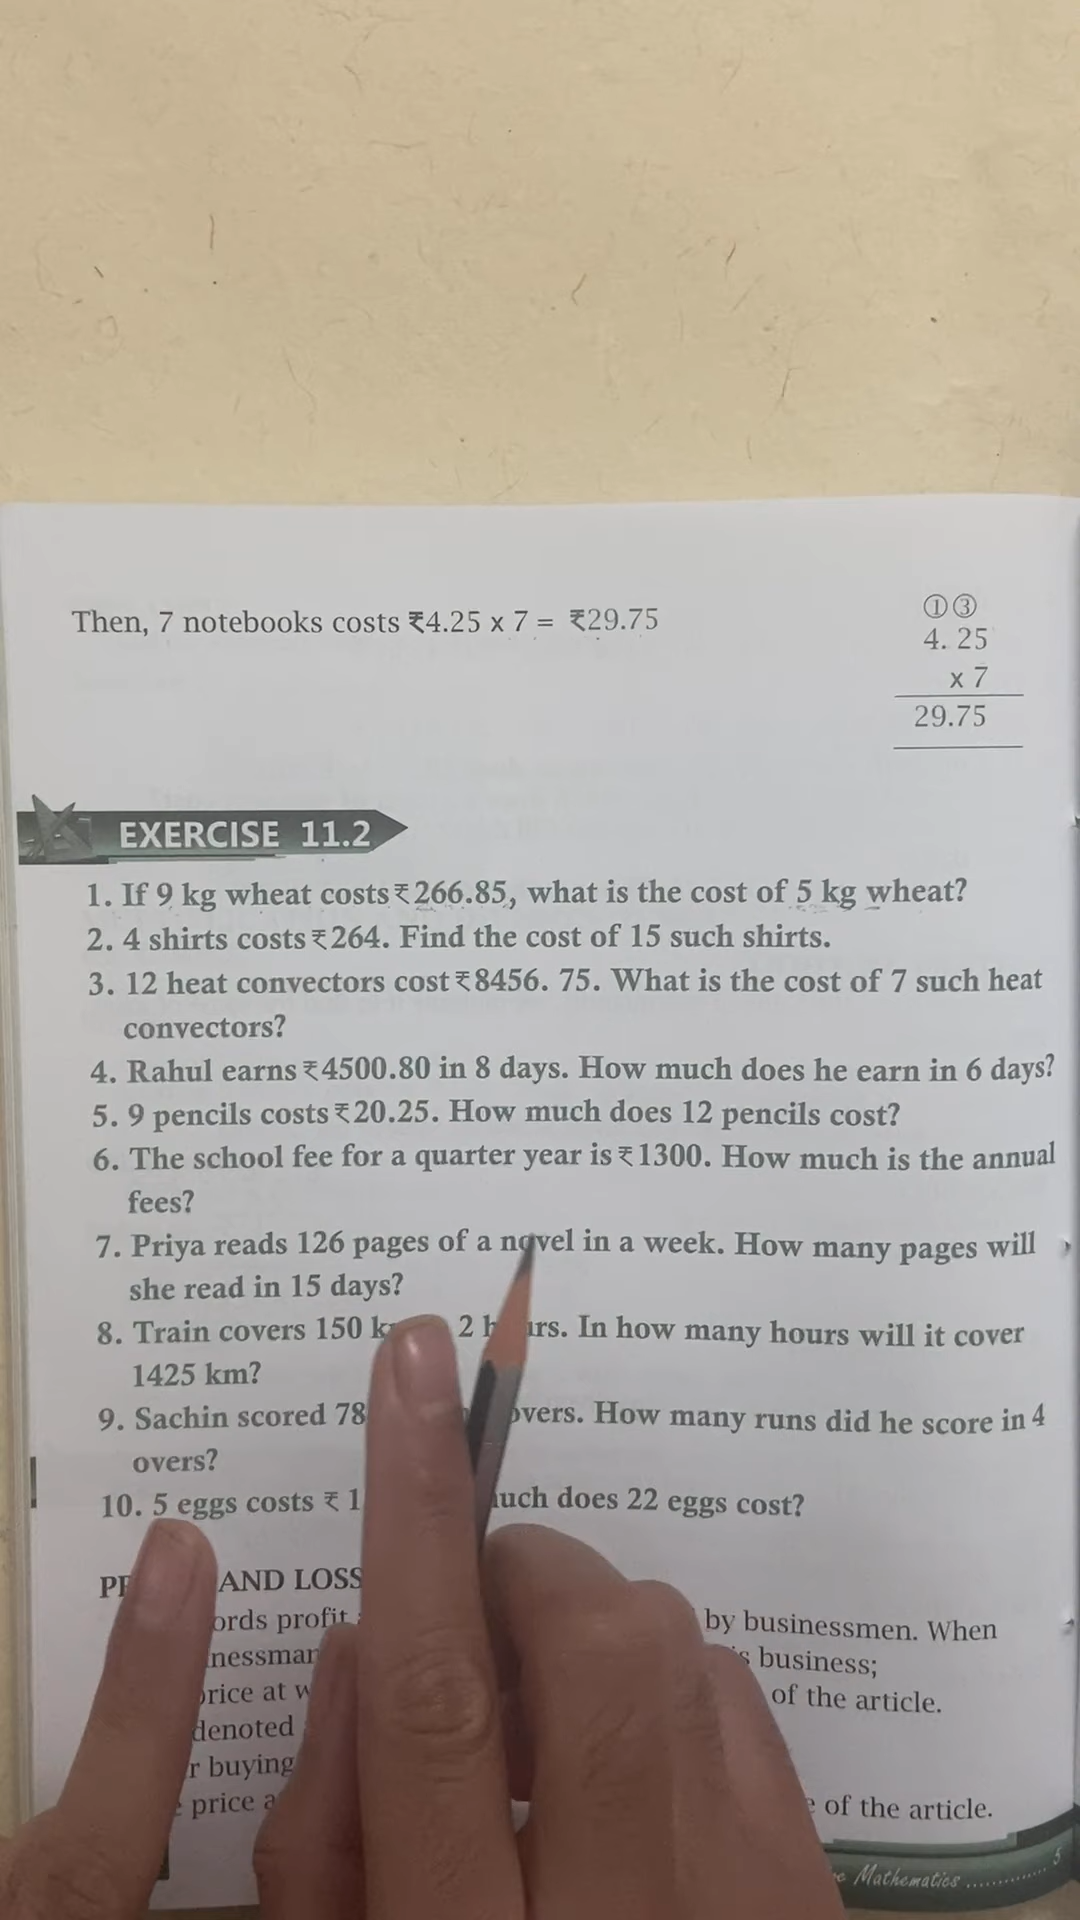 Then, 7 notebooks costs ₹4.25 x 7 = ₹29.75
① ③
4. 25
x 7
29.75
EXERCISE 11.2
1. If 9 kg wheat costs ₹266.85, what is the cost of 5 kg wheat?
2. 4 shirts costs ₹264. Find the cost of 15 such shirts.
3. 12 heat convectors cost ₹8456. 75. What is the cost of 7 such heat
convectors?
4. Rahul earns ₹4500.80 in 8 days. How much does he earn in 6 days?
5. 9 pencils costs ₹20.25. How much does 12 pencils cost?
6. The school fee for a quarter year is ₹1300. How much is the annual
fees?
7. Priya reads 126 pages of a novel in a week. How many pages will
she read in 15 days?
8. Train covers 150 2 hours. In how many hours will it cover
1425 km?
9. Sachin scored 78 overs. How many runs did he score in 4
overs?
10. 5 eggs costs ₹ does 22 eggs cost?
AND LOSS
profit by businessmen. When
business;
at of the article.
denoted
buying
price of the article.
Mathematics